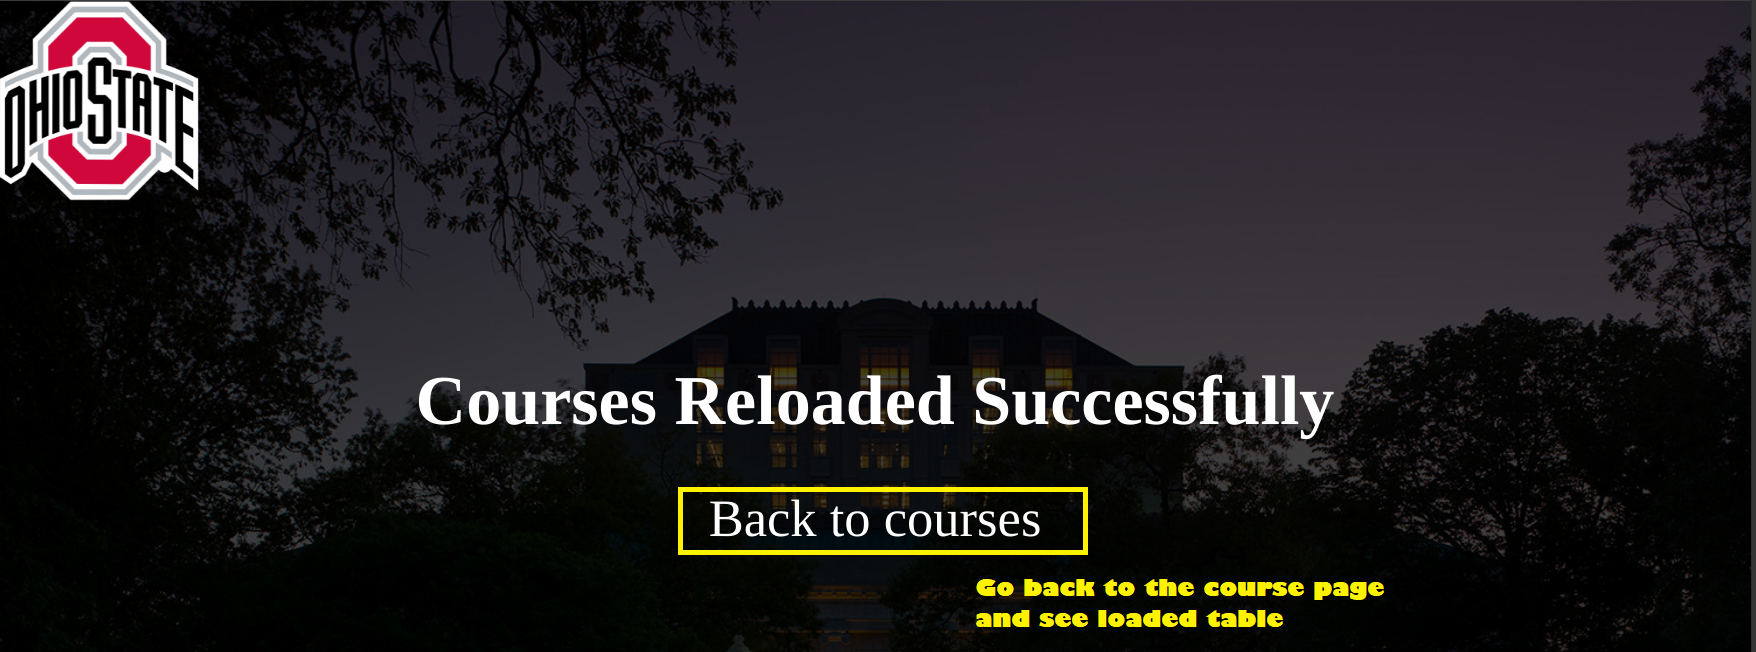 OHIO STATE
Courses Reloaded Successfully
Back to courses
Go back to the course page
and see loaded table